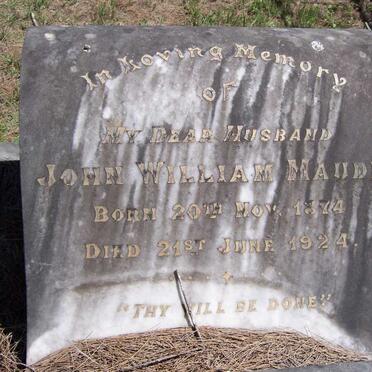 In Loving Memory
of
My Dear Husband
John William
Born 20th Nov. 1874
Died 21st June 1924.
"Thy Will Be Done"